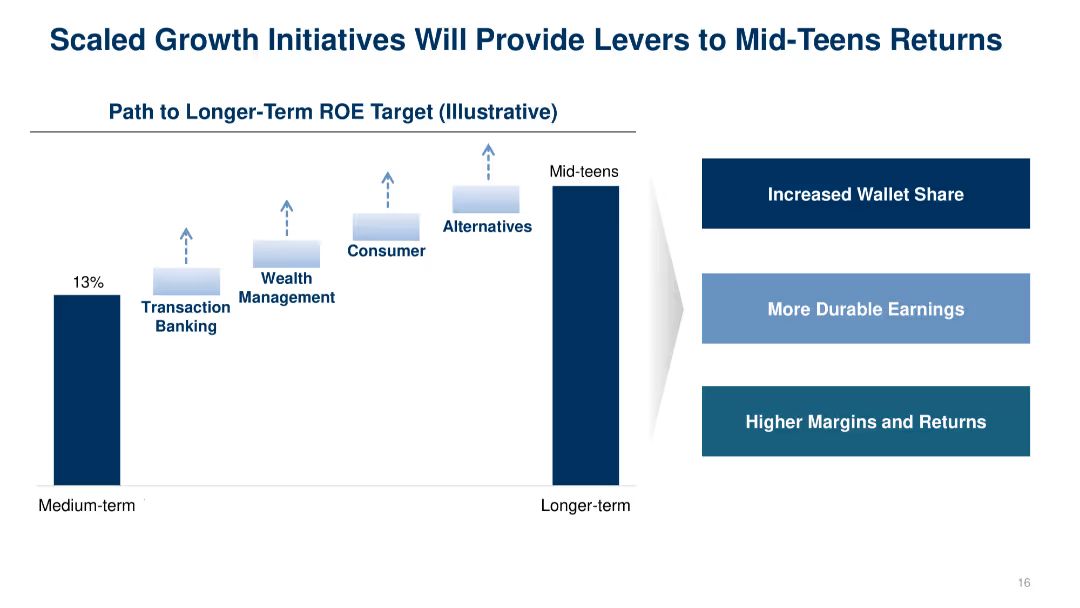 Scaled Growth Initiatives Will Provide Levers to Mid-Teens Returns
Path to Longer-Term ROE Target (Illustrative)
13%
Transaction
Banking
Wealth
Management
Consumer
Alternatives
Mid-teens
Medium-term
Longer-term
Increased Wallet Share
More Durable Earnings
Higher Margins and Returns
16